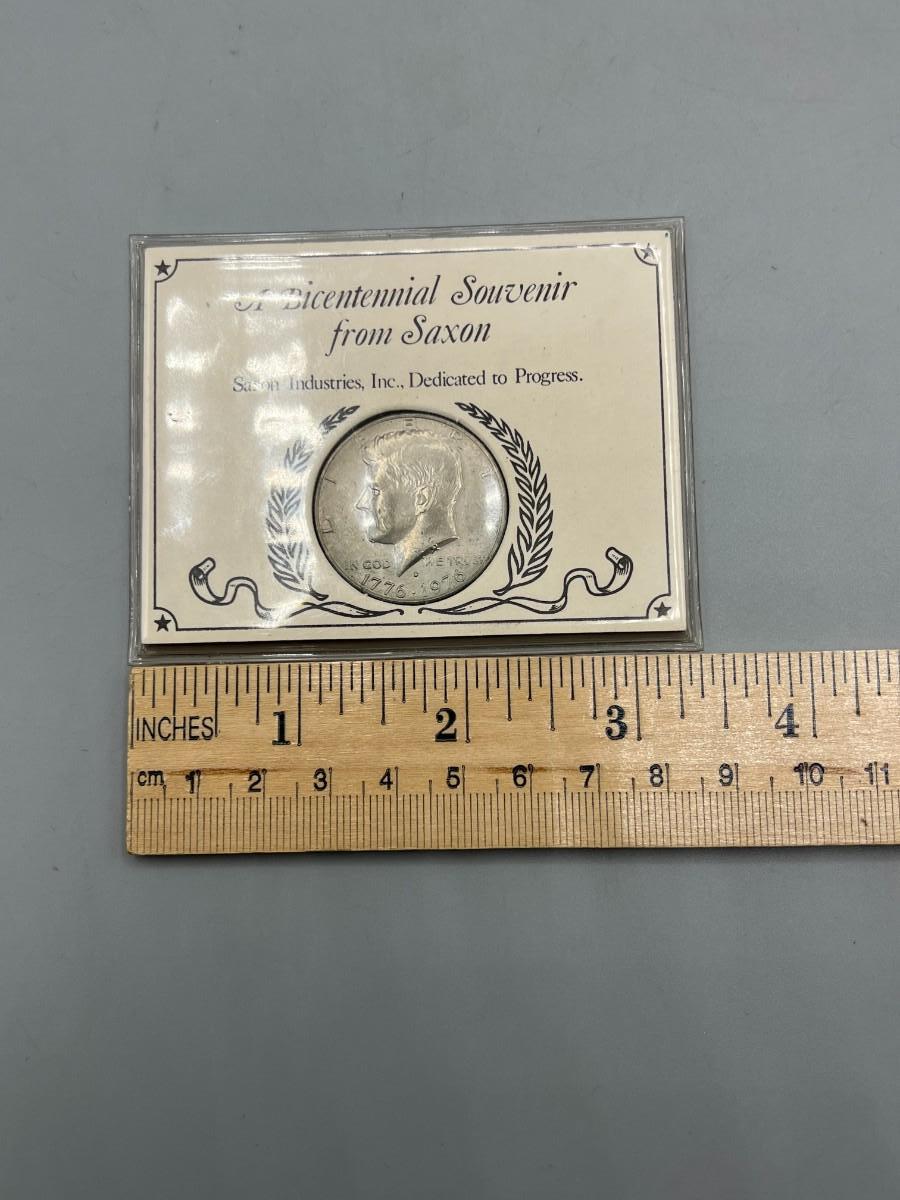 A Bicentennial Souvenir
from Saxon
Saxon Industries, Inc., Dedicated to Progress.
L I B E R T
IN GOD WE TRUST
D
1776·1976
INCHES 1 2 3 4
cm 1 2 3 4 5 6 7 8 9 10 11